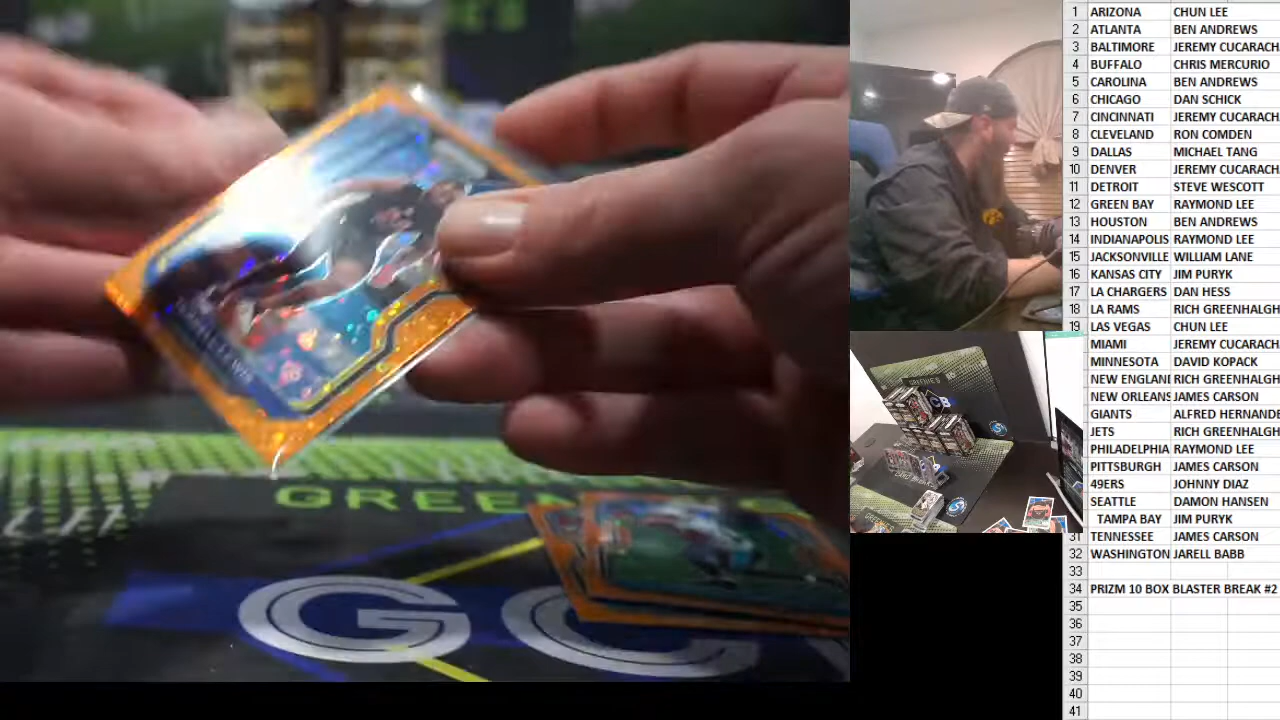 1 ARIZONA CHUN LEE
2 ATLANTA BEN ANDREWS
3 BALTIMORE JEREMY CUCARACH
4 BUFFALO CHRIS MERCURIO
5 CAROLINA BEN ANDREWS
6 CHICAGO DAN SCHICK
7 CINCINNATI JEREMY CUCARACH
8 CLEVELAND RON COMDEN
9 DALLAS MICHAEL TANG
10 DENVER JEREMY CUCARACH
11 DETROIT STEVE WESCOTT
12 GREEN BAY RAYMOND LEE
13 HOUSTON BEN ANDREWS
14 INDIANAPOLIS RAYMOND LEE
15 JACKSONVILLE WILLIAM LANE
16 KANSAS CITY JIM PURYK
17 LA CHARGERS DAN HESS
18 LA RAMS RICH GREENHALGH
19 LAS VEGAS CHUN LEE
MIAMI JEREMY CUCARACH
MINNESOTA DAVID KOPACK
NEW ENGLAND RICH GREENHALGH
NEW ORLEANS JAMES CARSON
GIANTS ALFRED HERNANDE
JETS RICH GREENHALGH
PHILADELPHIA RAYMOND LEE
PITTSBURGH JAMES CARSON
49ERS JOHNNY DIAZ
SEATTLE DAMON HANSEN
TAMPA BAY JIM PURYK
31 TENNESSEE JAMES CARSON
32 WASHINGTON JARELL BABB
33
34 PRIZM 10 BOX BLASTER BREAK #2
35
36
37
38
39
40
41
GREENIES
GREEN
GC